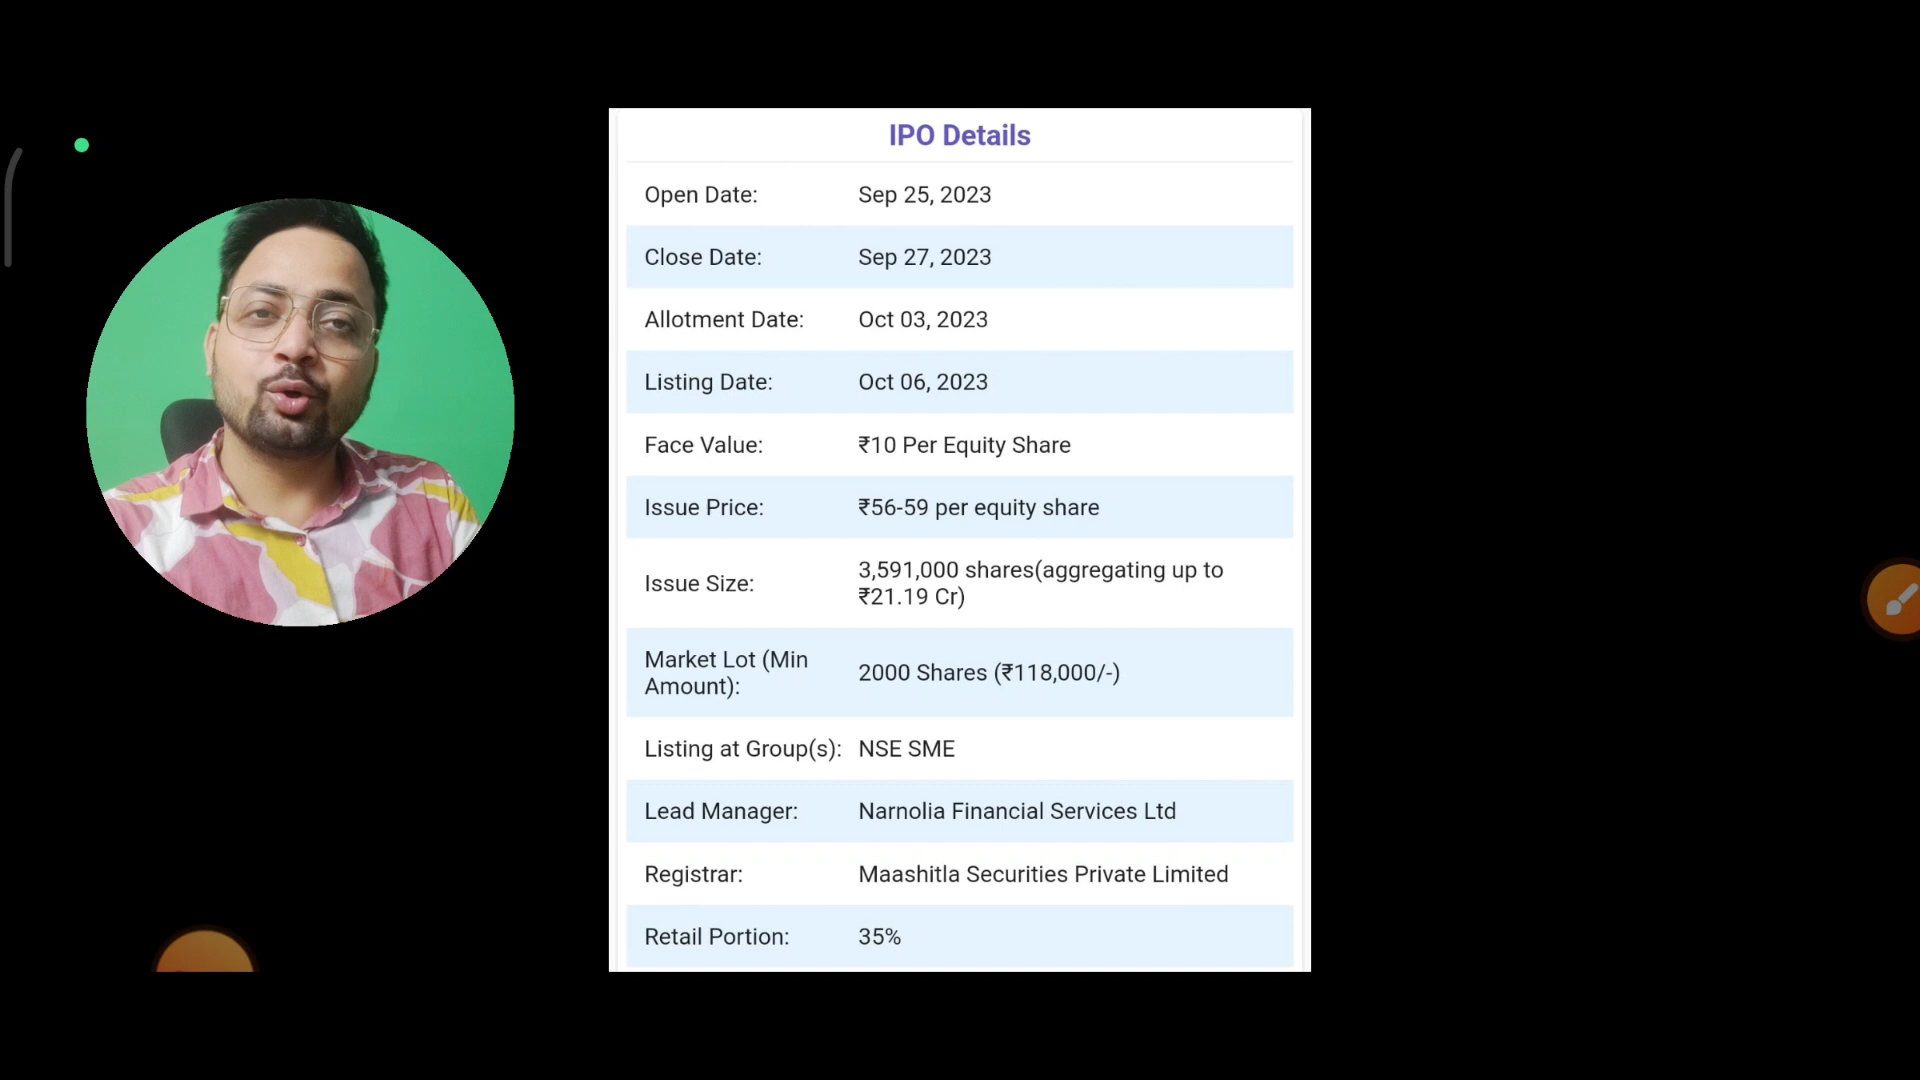 IPO Details
Open Date: Sep 25, 2023
Close Date: Sep 27, 2023
Allotment Date: Oct 03, 2023
Listing Date: Oct 06, 2023
Face Value: ₹10 Per Equity Share
Issue Price: ₹56-59 per equity share
Issue Size: 3,591,000 shares(aggregating up to
₹21.19 Cr)
Market Lot (Min
Amount): 2000 Shares (₹118,000/-)
Listing at Group(s): NSE SME
Lead Manager: Narnolia Financial Services Ltd
Registrar: Maashitla Securities Private Limited
Retail Portion: 35%